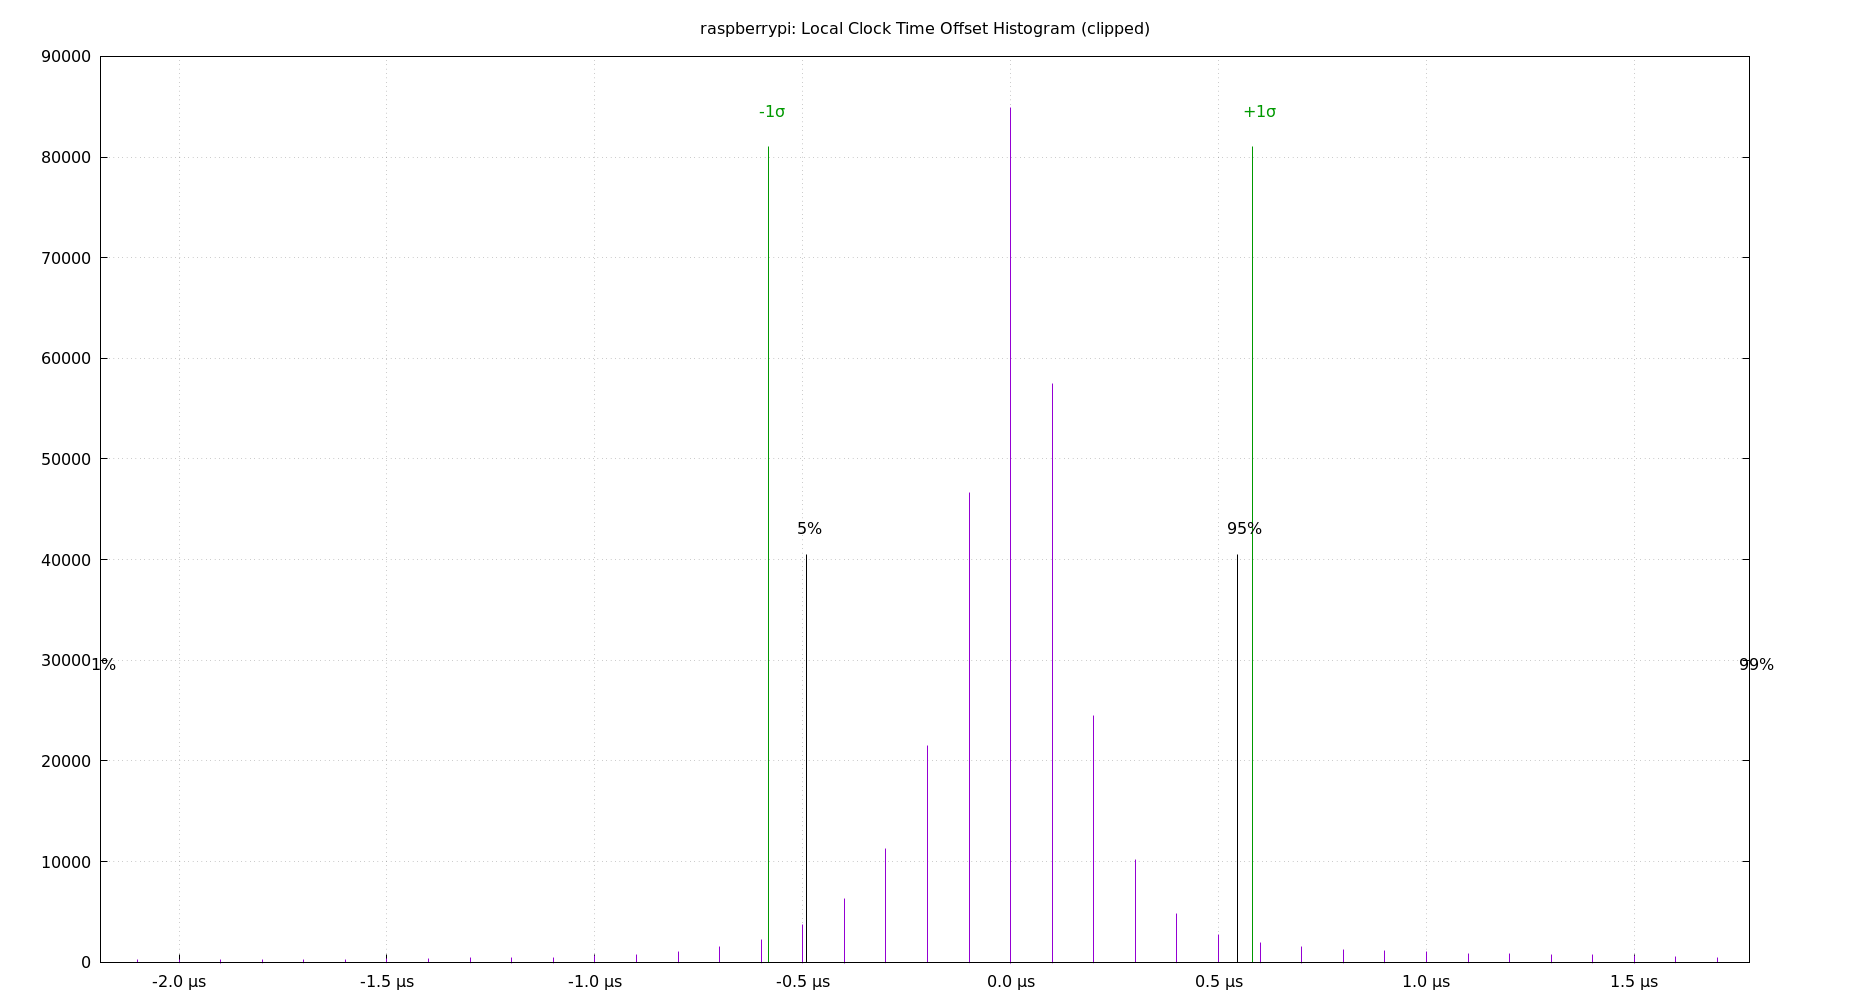 raspberrypi: Local Clock Time Offset Histogram (clipped)
90000
-1σ
+1σ
80000
70000
60000
50000
5%
95%
40000
30000
1%
99%
20000
10000
0
-2.0 µs
-1.5 µs
-1.0 µs
-0.5 µs
0.0 µs
0.5 µs
1.0 µs
1.5 µs